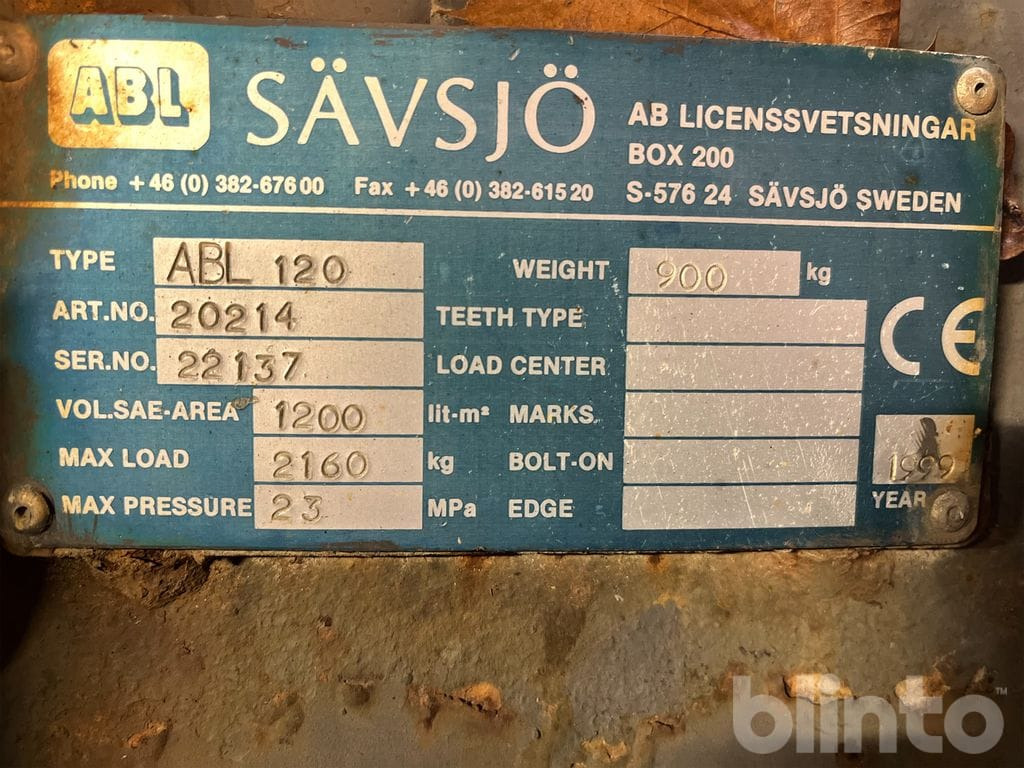 ABL SÄVSJÖ AB LICENSSVETSNINGAR
BOX 200
Phone +46 (0) 382-676 00 Fax +46 (0) 382-615 20 S-576 24 SÄVSJÖ SWEDEN
TYPE ABL 120 WEIGHT 900 kg
ART.NO. 20214 TEETH TYPE
SER.NO. 22137 LOAD CENTER CE
VOL.SAE-AREA 1200 lit-m² MARKS
MAX LOAD 2160 kg BOLT-ON 1999
MAX PRESSURE 23 MPa EDGE YEAR
blinto™